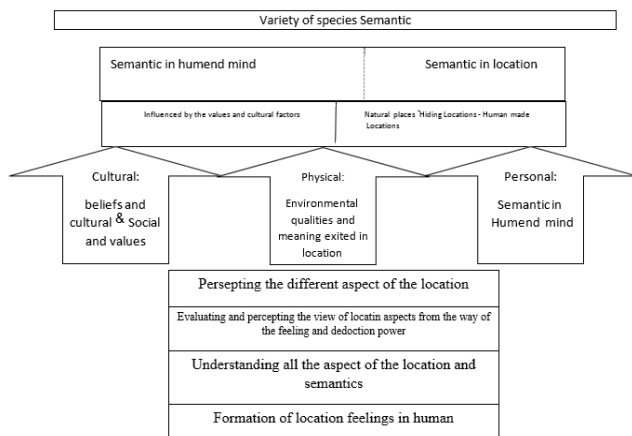 Variety of species Semantic
Semantic in humend mind
Semantic in location
Influenced by the values and cultural factors
Natural places "Hiding Locations - Human made
Locations
Cultural:
beliefs and
cultural & Social
and values
Physical:
Environmental
qualities and
meaning exited in
location
Personal:
Semantic in
Humend mind
Persepting the different aspect of the location
Evaluating and percepting the view of locatin aspects from the way of
the feeling and dedoction power
Understanding all the aspect of the location and
semantics
Formation of location feelings in human